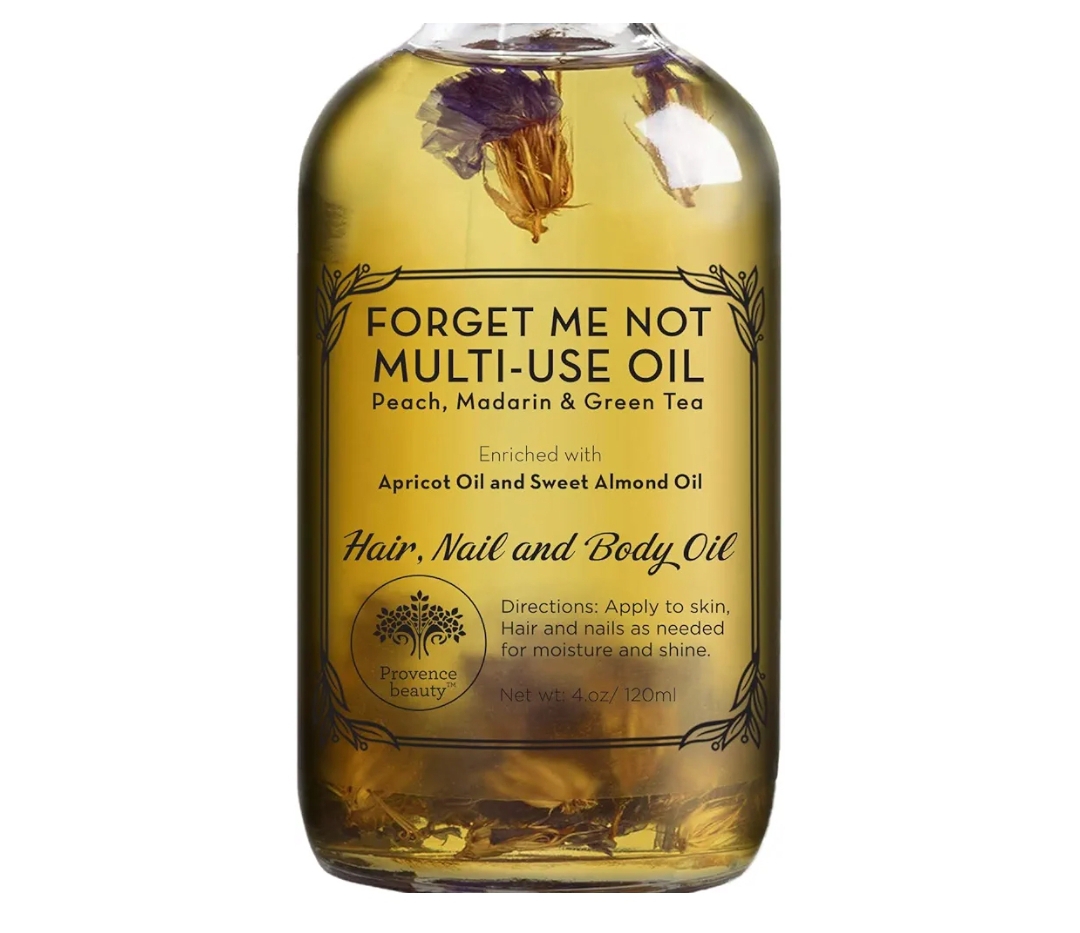 FORGET ME NOT
MULTI-USE OIL
Peach, Madarin & Green Tea
Enriched with
Apricot Oil and Sweet Almond Oil
Hair, Nail and Body Oil
Provence
beauty™
Directions: Apply to skin,
Hair and nails as needed
for moisture and shine.
Net wt: 4.oz/ 120ml